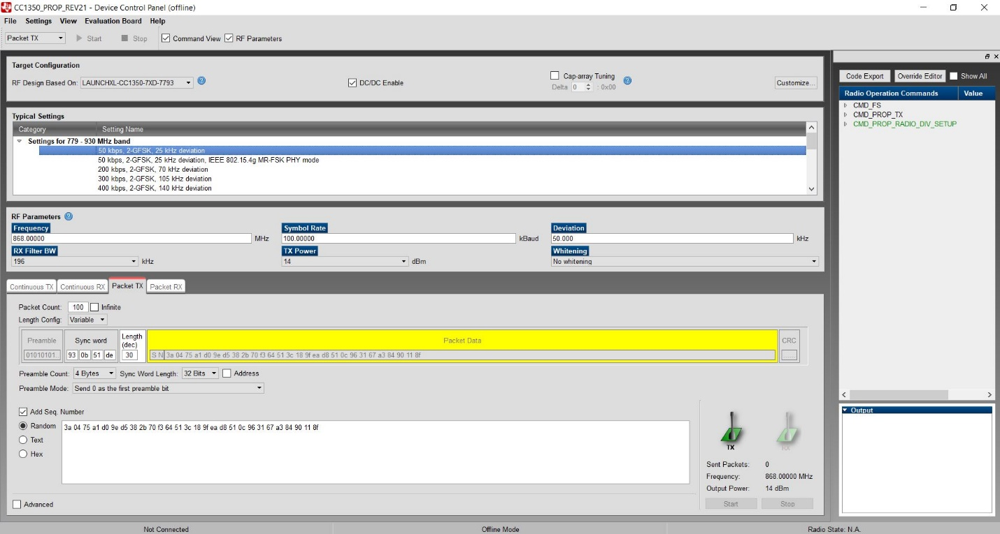 CC1350_PROP_REV21 - Device Control Panel (offline)
File Settings View Evaluation Board Help
Packet TX Start Stop Command View RF Parameters
Target Configuration
RF Design Based On: LAUNCHXL-CC1350-7XD-7793 DC/DC Enable Cap-array Tuning
Delta 0 : 0x00
Customize...
Typical Settings
Category Setting Name
Settings for 779 - 930 MHz band
50 kbps, 2-GFSK, 25 kHz deviation
50 kbps, 2-GFSK, 25 kHz deviation, IEEE 802.15.4g MR-FSK PHY mode
200 kbps, 2-GFSK, 70 kHz deviation
300 kbps, 2-GFSK, 105 kHz deviation
400 kbps, 2-GFSK, 140 kHz deviation
RF Parameters
Frequency Symbol Rate Deviation
868.00000 MHz 100.00000 kBaud 50.000 kHz
RX Filter BW TX Power Whitening
196 kHz 14 dBm No whitening
Continuous TX Continuous RX Packet TX Packet RX
Packet Count: 100 Infinite
Length Config: Variable
Preamble Sync word Length (dec) Packet Data CRC
01010101.. 93 0b 51 de 30 S N 3a 04 75 a1 d0 9e d5 38 2b 70 f3 64 51 3c 18 9f ea d8 51 0c 96 31 67 a3 84 90 11 8f
Preamble Count: 4 Bytes Sync Word Length: 32 Bits Address
Preamble Mode: Send 0 as the first preamble bit
Add Seq. Number
Random
Text
Hex
3a 04 75 a1 d0 9e d5 38 2b 70 f3 64 51 3c 18 9f ea d8 51 0c 96 31 67 a3 84 90 11 8f
TX RX
Sent Packets: 0
Frequency: 868.00000 MHz
Output Power: 14 dBm
Start Stop
Advanced
Code Export Override Editor Show All
Radio Operation Commands Value
CMD_FS
CMD_PROP_TX
CMD_PROP_RADIO_DIV_SETUP
Output
Not Connected Offline Mode Radio State: N.A.